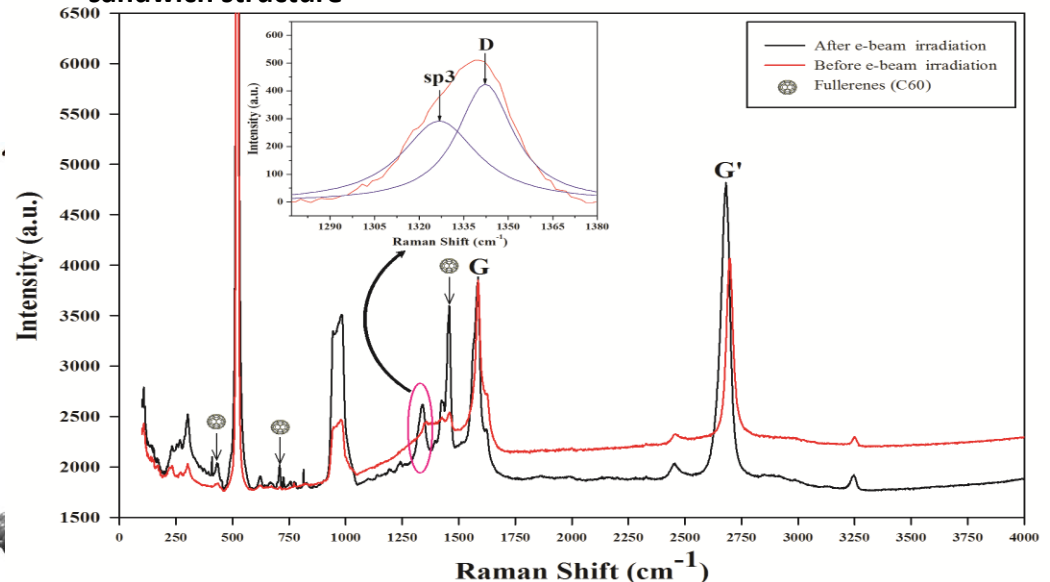 sandwich structure
6500
6000
5500
5000
4500
4000
3500
3000
2500
2000
1500
Intensity (a.u.)
0 250 500 750 1000 1250 1500 1750 2000 2250 2500 2750 3000 3250 3500 3750 4000
Raman Shift (cm-1)
After e-beam irradiation
Before e-beam irradiation
Fullerenes (C60)
G
G'
600
500
400
300
200
100
0
Intensity (a.u.)
sp3
D
1290 1305 1320 1335 1350 1365 1380
Raman Shift (cm-1)